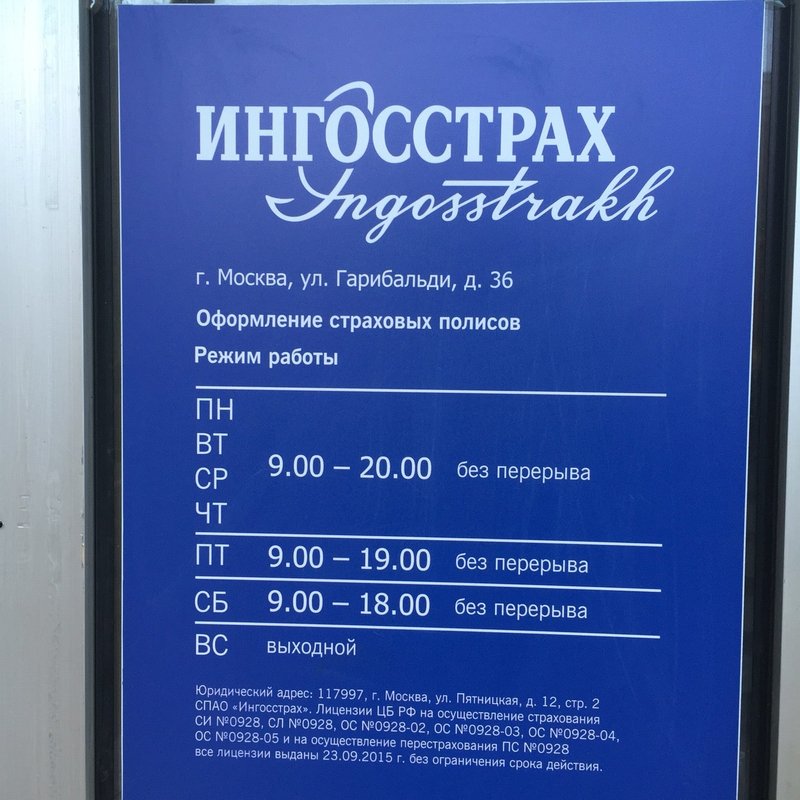 ИНГОССТРАХ
Ingosstrakh
г. Москва, ул. Гарибальди, д. 36
Оформление страховых полисов
Режим работы
ПН
ВТ
СР
ЧТ
9.00 – 20.00 без перерыва
ПТ 9.00 – 19.00 без перерыва
СБ 9.00 – 18.00 без перерыва
ВС выходной
Юридический адрес: 117997, г. Москва, ул. Пятницкая, д. 12, стр. 2
СПАО «Ингосстрах». Лицензии ЦБ РФ на осуществление страхования
СИ №0928, СЛ №0928, ОС №0928-02, ОС №0928-03, ОС №0928-04,
ОС №0928-05 и на осуществление перестрахования ПС №0928
все лицензии выданы 23.09.2015 г. без ограничения срока действия.